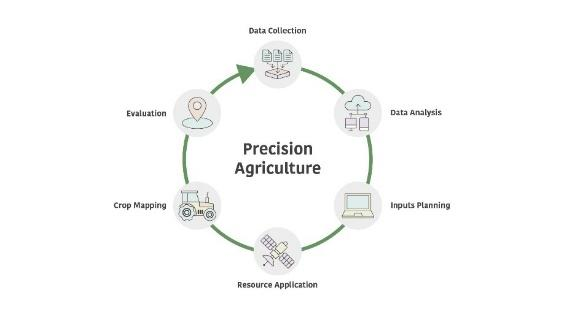 Data Collection
Evaluation
Data Analysis
Precision
Agriculture
Crop Mapping
Inputs Planning
Resource Application